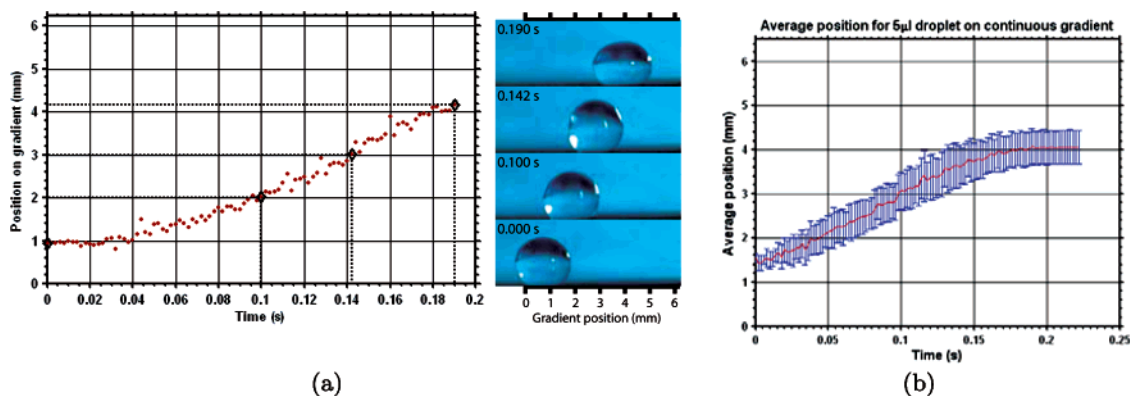 Position on gradient (mm)
6
5
4
3
2
1
0
0 0.02 0.04 0.06 0.08 0.1 0.12 0.14 0.16 0.18 0.2
Time (s)
0.190 s
0.142 s
0.100 s
0.000 s
0 1 2 3 4 5 6
Gradient position (mm)
(a)
Average position for 5µl droplet on continuous gradient
Average position (mm)
6
5
4
3
2
1
0
0 0.05 0.1 0.15 0.2 0.25
Time (s)
(b)